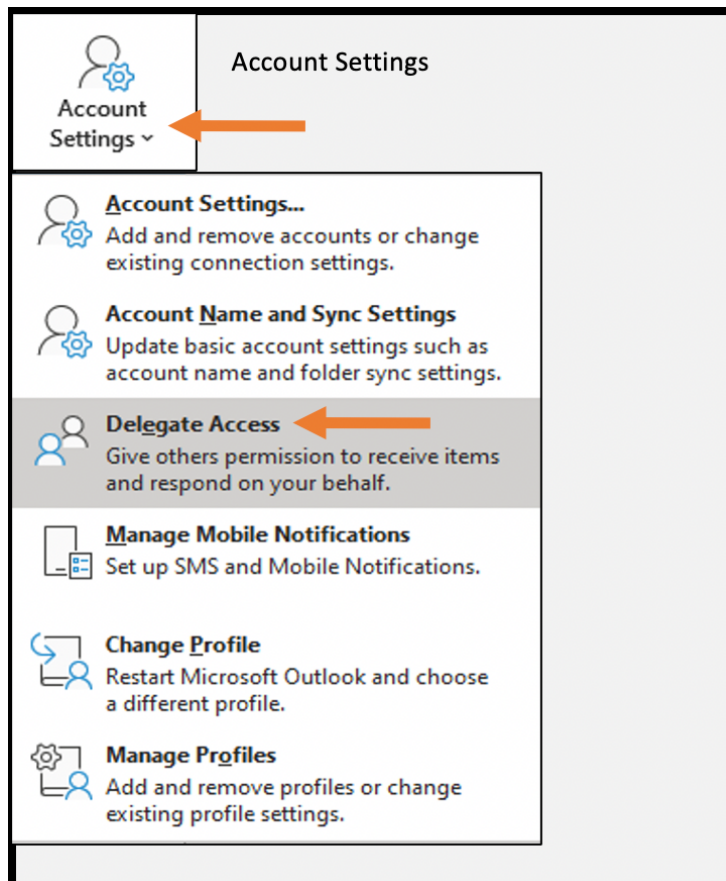 Account Settings
Account
Settings
Account Settings...
Add and remove accounts or change
existing connection settings.
Account Name and Sync Settings
Update basic account settings such as
account name and folder sync settings.
Delegate Access
Give others permission to receive items
and respond on your behalf.
Manage Mobile Notifications
Set up SMS and Mobile Notifications.
Change Profile
Restart Microsoft Outlook and choose
a different profile.
Manage Profiles
Add and remove profiles or change
existing profile settings.